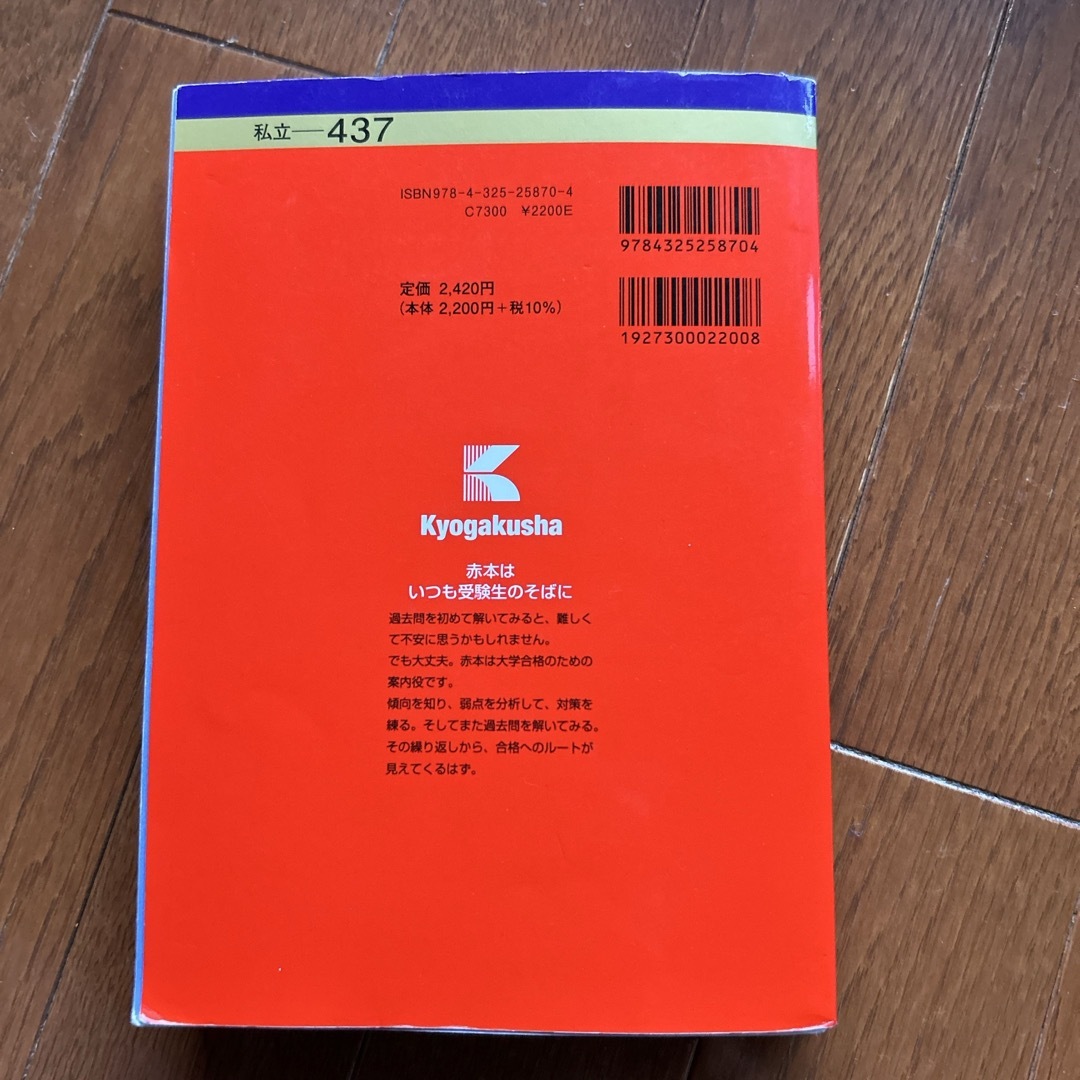 私立—437
ISBN978-4-325-25870-4
C7300 ¥2200E
9784325258704
定価 2,420円
(本体 2,200円+税10%)
1927300022008
Kyogakusha
赤本は
いつも受験生のそばに
過去問を初めて解いてみると、難しく
て不安に思うかもしれません。
でも大丈夫。赤本は大学合格のための
案内役です。
傾向を知り、弱点を分析して、対策を
練る。そしてまた過去問を解いてみる。
その繰り返しから、合格へのルートが
見えてくるはず。